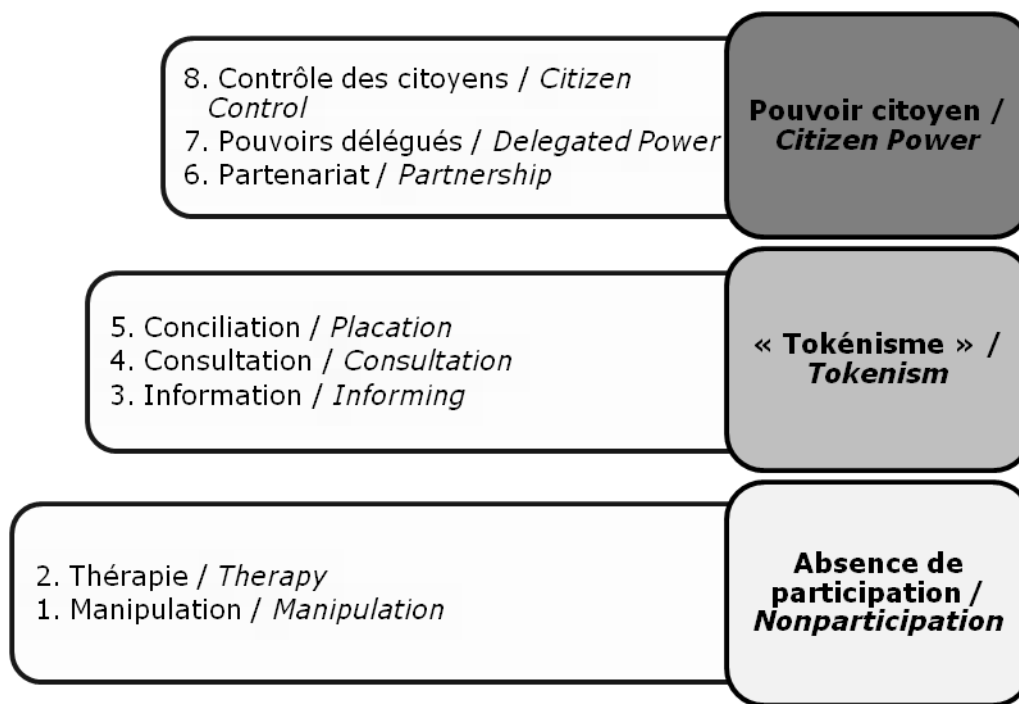 8. Contrôle des citoyens / Citizen
Control
7. Pouvoirs délégués / Delegated Power
6. Partenariat / Partnership
Pouvoir citoyen /
Citizen Power
5. Conciliation / Placation
4. Consultation / Consultation
3. Information / Informing
« Tokénisme » /
Tokenism
2. Thérapie / Therapy
1. Manipulation / Manipulation
Absence de
participation /
Nonparticipation